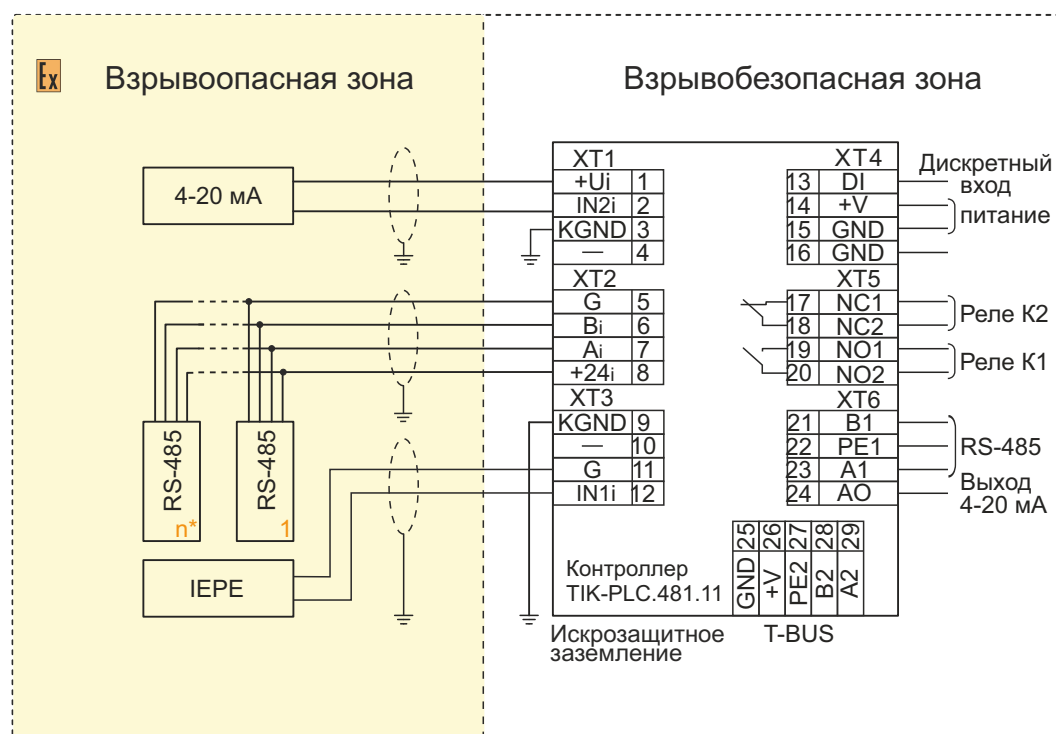 Ex
Взрывоопасная зона
Взрывобезопасная зона
4-20 мА
XT1
+Ui 1
IN2i 2
KGND 3
— 4
XT2
G 5
Bi 6
Ai 7
+24i 8
XT3
KGND 9
— 10
G 11
IN1i 12
XT4
13 DI
14 +V
15 GND
16 GND
XT5
17 NC1
18 NC2
19 NO1
20 NO2
XT6
21 B1
22 PE1
23 A1
24 AO
Дискретный
вход
питание
Реле К2
Реле К1
RS-485
Выход
4-20 мА
RS-485
n*
RS-485
1
IEPE
Контроллер
TIK-PLC.481.11
GND 25
+V 26
PE2 27
B2 28
A2 29
Искрозащитное
заземление
T-BUS